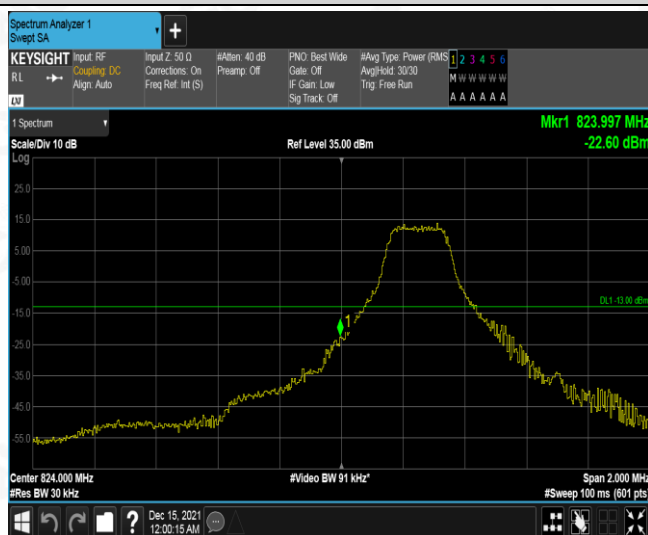 Spectrum Analyzer 1
Swept SA
+
KEYSIGHT
RL
LXI
Input: RF
Coupling: DC
Align: Auto
Input Z: 50 Ω
Corrections: On
Freq Ref: Int (S)
#Atten: 40 dB
Preamp: Off
PNO: Best Wide
Gate: Off
IF Gain: Low
Sig Track: Off
#Avg Type: Power (RMS
Avg|Hold: 30/30
Trig: Free Run
1 2 3 4 5 6
M W W W W W
A A A A A A
1 Spectrum
Scale/Div 10 dB
Ref Level 35.00 dBm
Mkr1 823.997 MHz
-22.60 dBm
Log
25.0
15.0
5.00
-5.00
-15.0
-25.0
-35.0
-45.0
-55.0
DL1 -13.00 dBm
1
Center 824.000 MHz
#Video BW 91 kHz*
Span 2.000 MHz
#Res BW 30 kHz
#Sweep 100 ms (601 pts)
?
Dec 15, 2021
12:00:15 AM